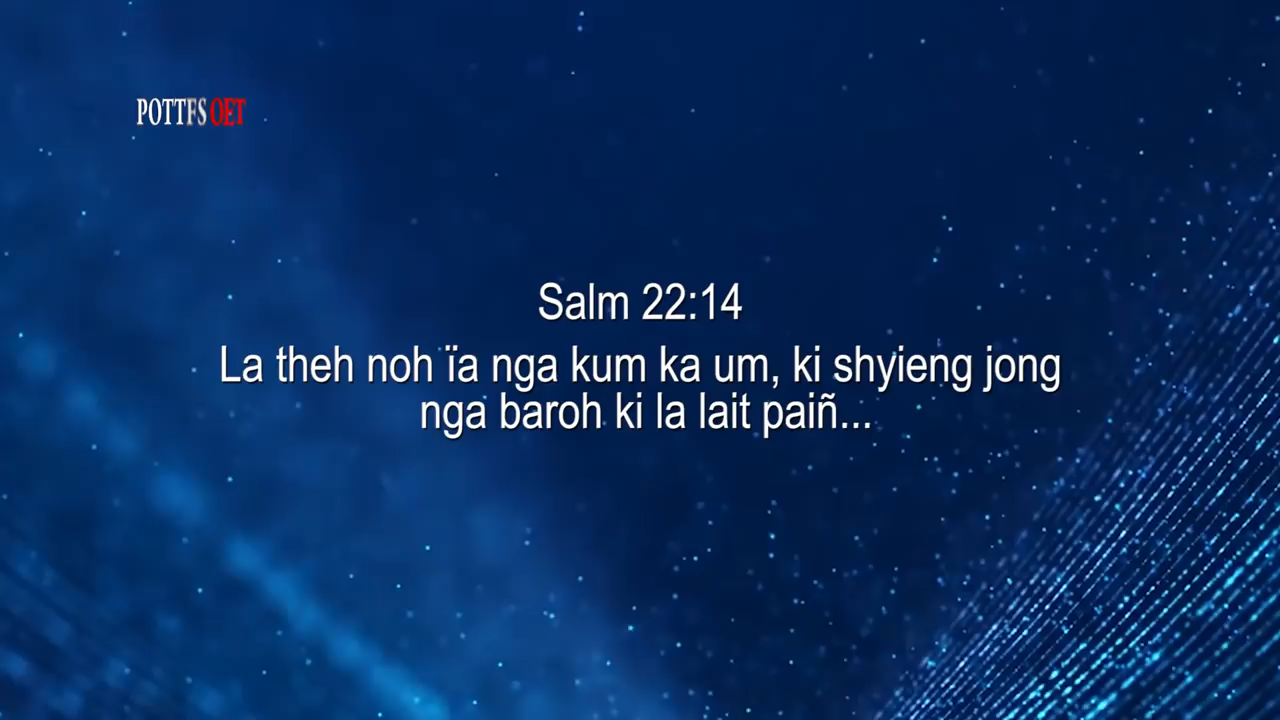 POTTFS OET
Salm 22:14
La theh noh ïa nga kum ka um, ki shyieng jong
nga baroh ki la lait paiñ...